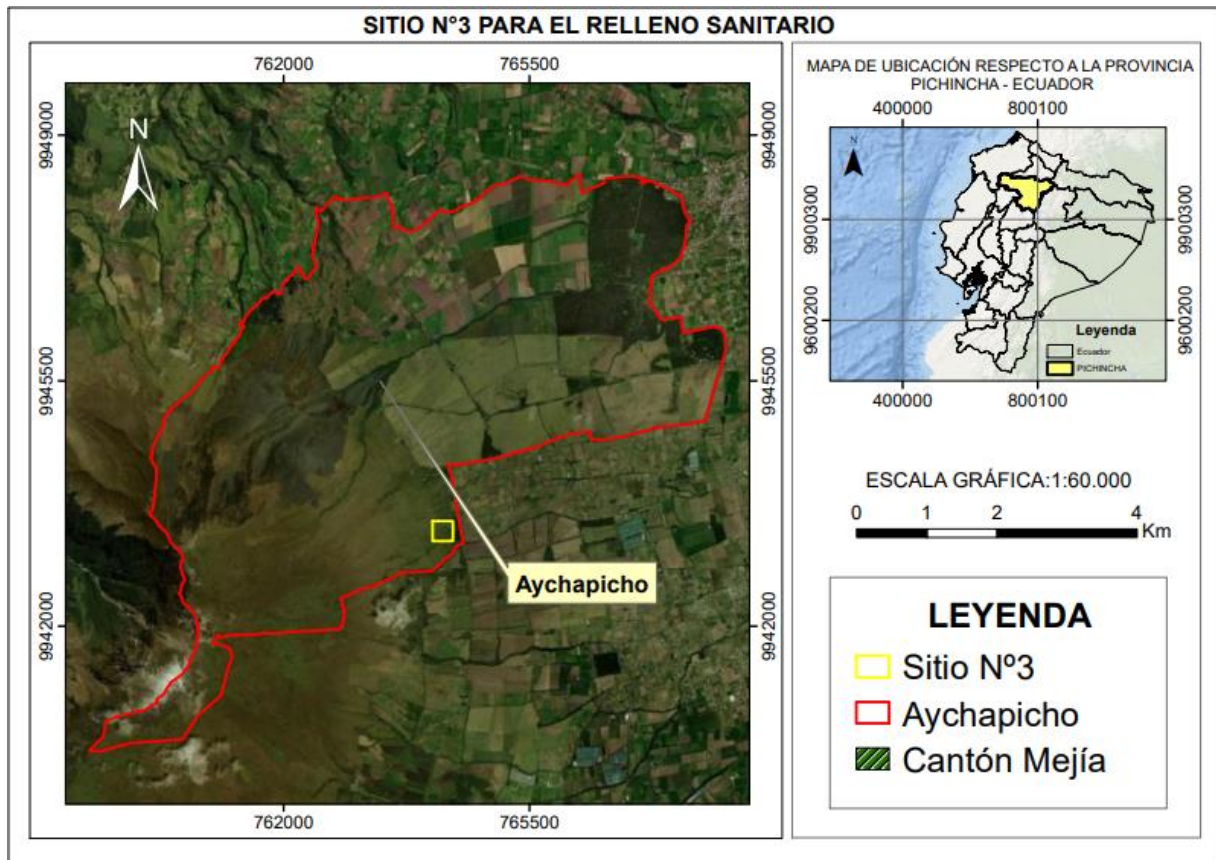 SITIO N°3 PARA EL RELLENO SANITARIO
762000 765500
9949000 9949000
N
9945500 9945500
Aychapicho
9942000 9942000
762000 765500
MAPA DE UBICACIÓN RESPECTO A LA PROVINCIA
PICHINCHA - ECUADOR
400000 800100
N
9900300 9900300
9600200 9600200
Leyenda
Ecuador
PICHINCHA
400000 800100
ESCALA GRÁFICA:1:60.000
0 1 2 4
Km
LEYENDA
Sitio Nº3
Aychapicho
Cantón Mejía